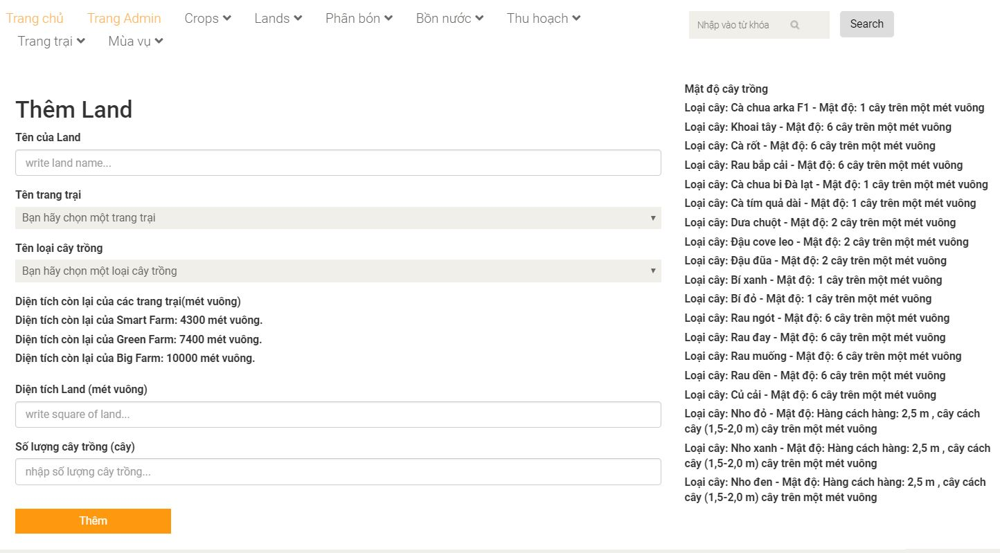 Trang chủ Trang Admin Crops Lands Phân bón Bồn nước Thu hoạch
Trang trại Mùa vụ
Nhập vào từ khóa
Search
Thêm Land
Tên của Land
write land name...
Tên trang trại
Bạn hãy chọn một trang trại
Tên loại cây trồng
Bạn hãy chọn một loại cây trồng
Diện tích còn lại của các trang trại(mét vuông)
Diện tích còn lại của Smart Farm: 4300 mét vuông.
Diện tích còn lại của Green Farm: 7400 mét vuông.
Diện tích còn lại của Big Farm: 10000 mét vuông.
Diện tích Land (mét vuông)
write square of land...
Số lượng cây trồng (cây)
nhập số lượng cây trồng...
Thêm
Mật độ cây trồng
Loại cây: Cà chua arka F1 - Mật độ: 1 cây trên một mét vuông
Loại cây: Khoai tây - Mật độ: 6 cây trên một mét vuông
Loại cây: Cà rốt - Mật độ: 6 cây trên một mét vuông
Loại cây: Rau bắp cải - Mật độ: 6 cây trên một mét vuông
Loại cây: Cà chua bi Đà lạt - Mật độ: 1 cây trên một mét vuông
Loại cây: Cà tím quả dài - Mật độ: 1 cây trên một mét vuông
Loại cây: Dưa chuột - Mật độ: 2 cây trên một mét vuông
Loại cây: Đậu cove leo - Mật độ: 2 cây trên một mét vuông
Loại cây: Đậu đũa - Mật độ: 2 cây trên một mét vuông
Loại cây: Bí xanh - Mật độ: 1 cây trên một mét vuông
Loại cây: Bí đỏ - Mật độ: 1 cây trên một mét vuông
Loại cây: Rau ngót - Mật độ: 6 cây trên một mét vuông
Loại cây: Rau đay - Mật độ: 6 cây trên một mét vuông
Loại cây: Rau muống - Mật độ: 6 cây trên một mét vuông
Loại cây: Rau dền - Mật độ: 6 cây trên một mét vuông
Loại cây: Củ cải - Mật độ: 6 cây trên một mét vuông
Loại cây: Nho đỏ - Mật độ: Hàng cách hàng: 2,5 m , cây cách
cây (1,5-2,0 m) cây trên một mét vuông
Loại cây: Nho xanh - Mật độ: Hàng cách hàng: 2,5 m , cây cách
cây (1,5-2,0 m) cây trên một mét vuông
Loại cây: Nho đen - Mật độ: Hàng cách hàng: 2,5 m , cây cách
cây (1,5-2,0 m) cây trên một mét vuông